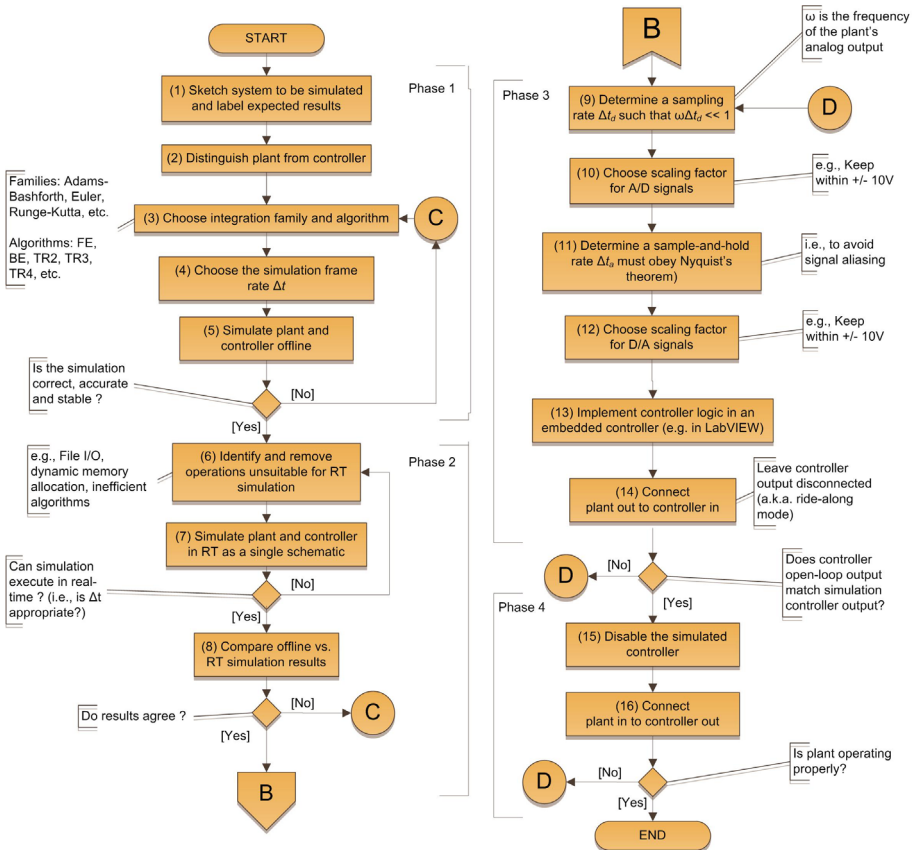 START
Phase 1
(1) Sketch system to be simulated
and label expected results
(2) Distinguish plant from controller
Families: Adams-
Bashforth, Euler,
Runge-Kutta, etc.
Algorithms: FE,
BE, TR2, TR3,
TR4, etc.
(3) Choose integration family and algorithm
C
(4) Choose the simulation frame
rate Δt
(5) Simulate plant and
controller offline
Is the simulation
correct, accurate
and stable ?
[No]
[Yes]
Phase 2
e.g., File I/O,
dynamic memory
allocation, inefficient
algorithms
(6) Identify and remove
operations unsuitable for RT
simulation
(7) Simulate plant and controller
in RT as a single schematic
Can simulation
execute in real-
time ? (i.e., is Δt
appropriate?)
[No]
[Yes]
(8) Compare offline vs.
RT simulation results
Do results agree ?
[No]
C
[Yes]
B
B
ω is the frequency
of the plant's
analog output
Phase 3
(9) Determine a sampling
rate Δtd such that ωΔtd << 1
D
(10) Choose scaling factor
for A/D signals
e.g., Keep
within +/- 10V
(11) Determine a sample-and-hold
rate Δta must obey Nyquist's
theorem)
i.e., to avoid
signal aliasing
(12) Choose scaling factor
for D/A signals
e.g., Keep
within +/- 10V
(13) Implement controller logic in an
embedded controller (e.g. in LabVIEW)
(14) Connect
plant out to controller in
Leave controller
output disconnected
(a.k.a. ride-along
mode)
D
[No]
Does controller
open-loop output
match simulation
controller output?
[Yes]
Phase 4
(15) Disable the simulated
controller
(16) Connect
plant in to controller out
Is plant operating
properly?
D
[No]
[Yes]
END